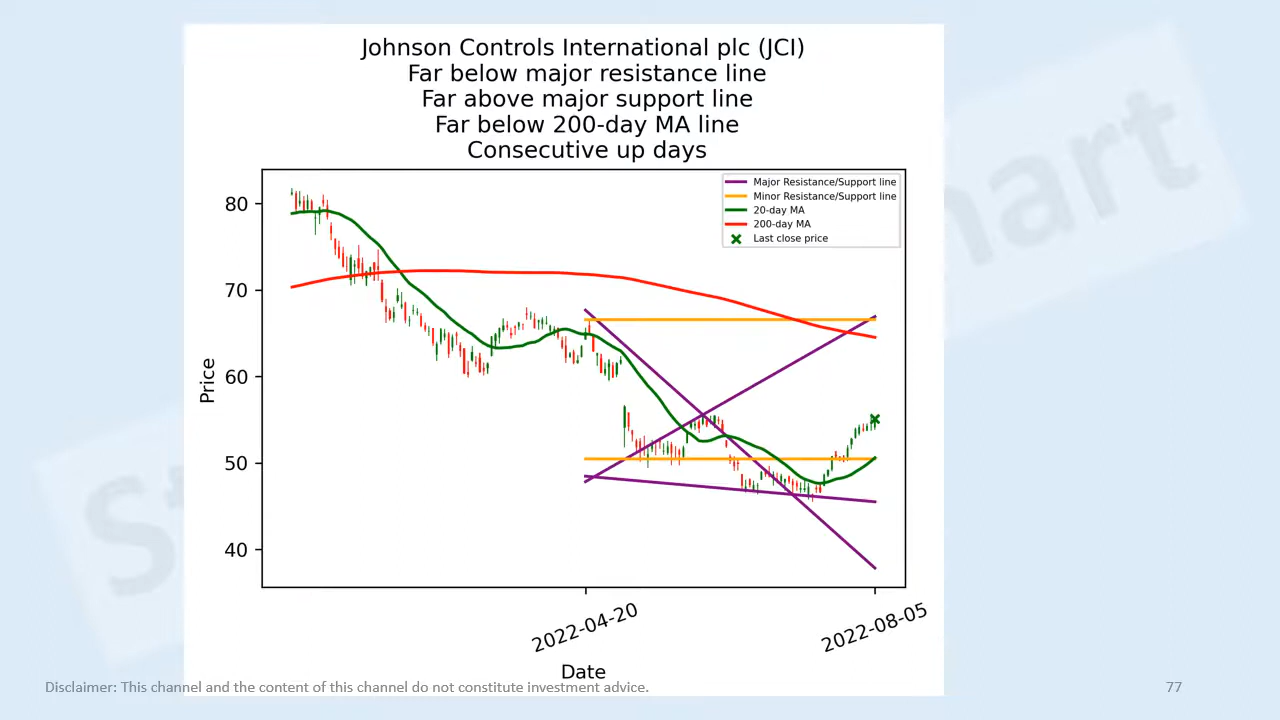 Johnson Controls International plc (JCI)
Far below major resistance line
Far above major support line
Far below 200-day MA line
Consecutive up days
Major Resistance/Support line
Minor Resistance/Support line
20-day MA
200-day MA
Last close price
80
70
60
50
40
Price
2022-04-20
2022-08-05
Date
Disclaimer: This channel and the content of this channel do not constitute investment advice.
77